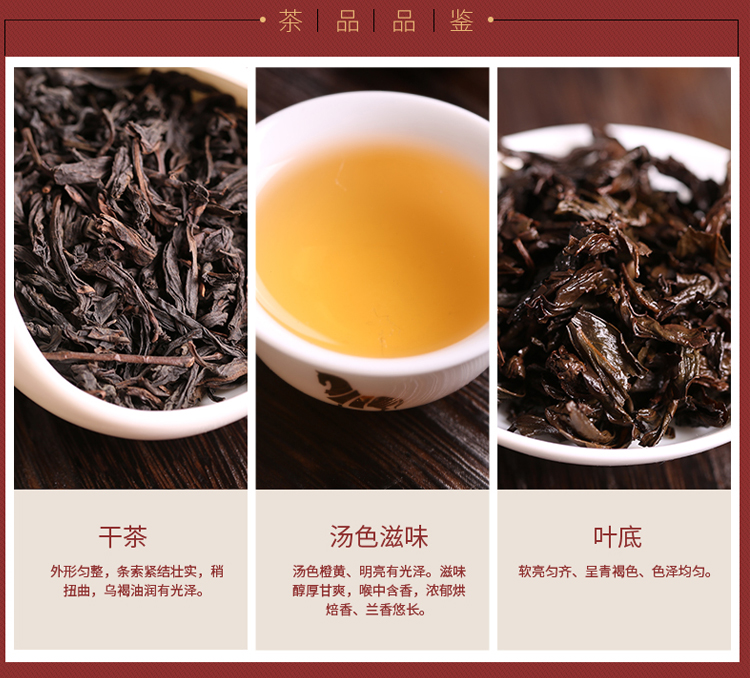 茶品品鉴
干茶
外形匀整，条索紧结壮实，稍
扭曲，乌褐油润有光泽。
汤色滋味
汤色橙黄、明亮有光泽。滋味
醇厚甘爽，喉中含香，浓郁烘
焙香、兰香悠长。
叶底
软亮匀齐、呈青褐色、色泽均匀。